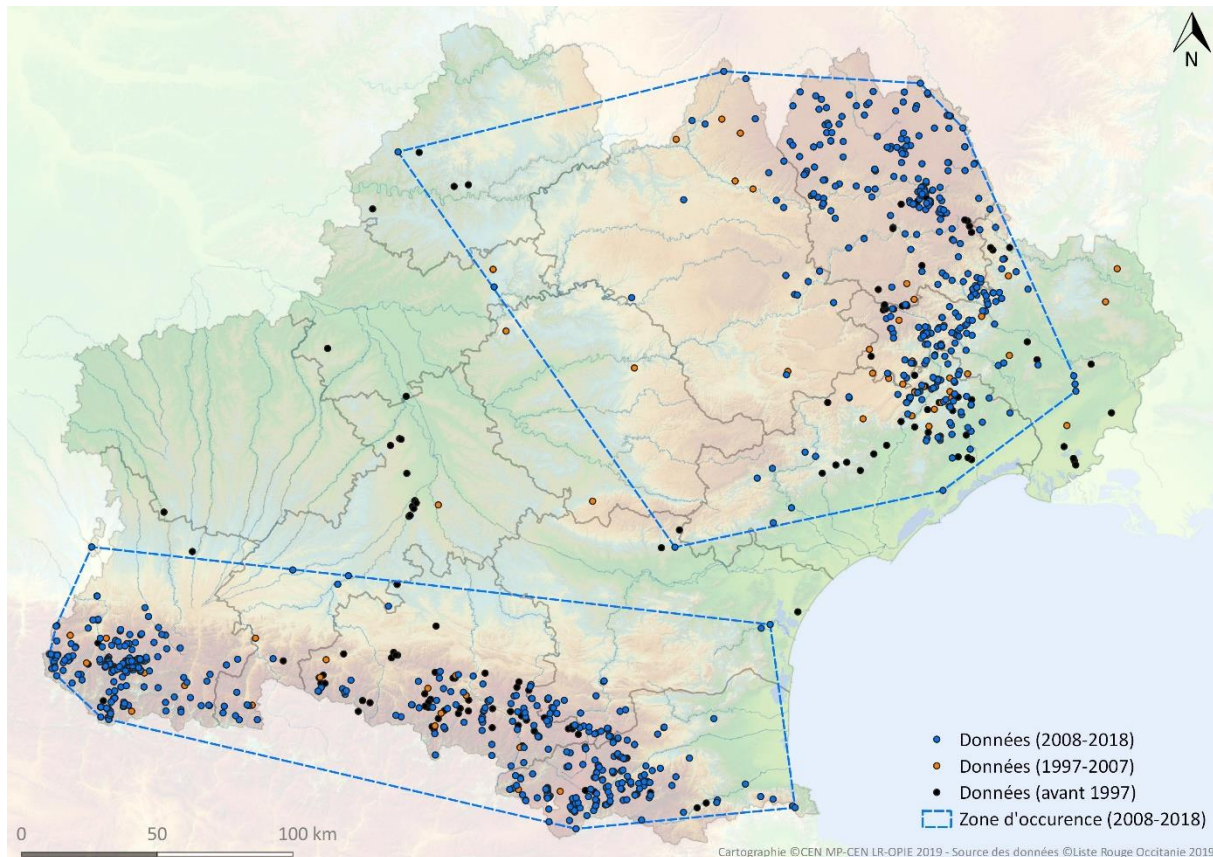 N
Données (2008-2018)
Données (1997-2007)
Données (avant 1997)
Zone d'occurence (2008-2018)
0 50 100 km
Cartographie ©CEN MP-CEN LR-OPIE 2019 - Source des données ©Liste Rouge Occitanie 2019